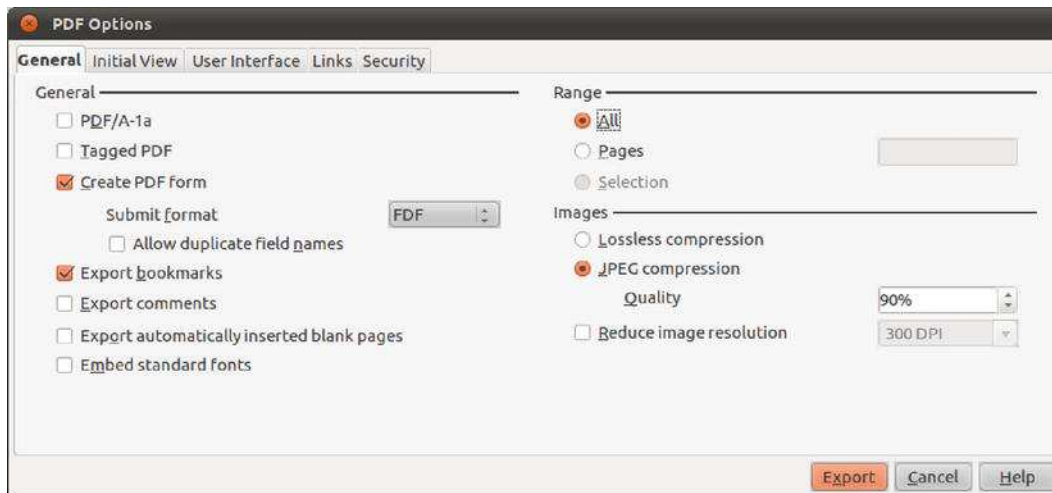 PDF Options
General Initial View User Interface Links Security
General
PDF/A-1a
Tagged PDF
Create PDF form
Submit format FDF
Allow duplicate field names
Export bookmarks
Export comments
Export automatically inserted blank pages
Embed standard fonts
Range
All
Pages
Selection
Images
Lossless compression
JPEG compression
Quality 90%
Reduce image resolution 300 DPI
Export Cancel Help